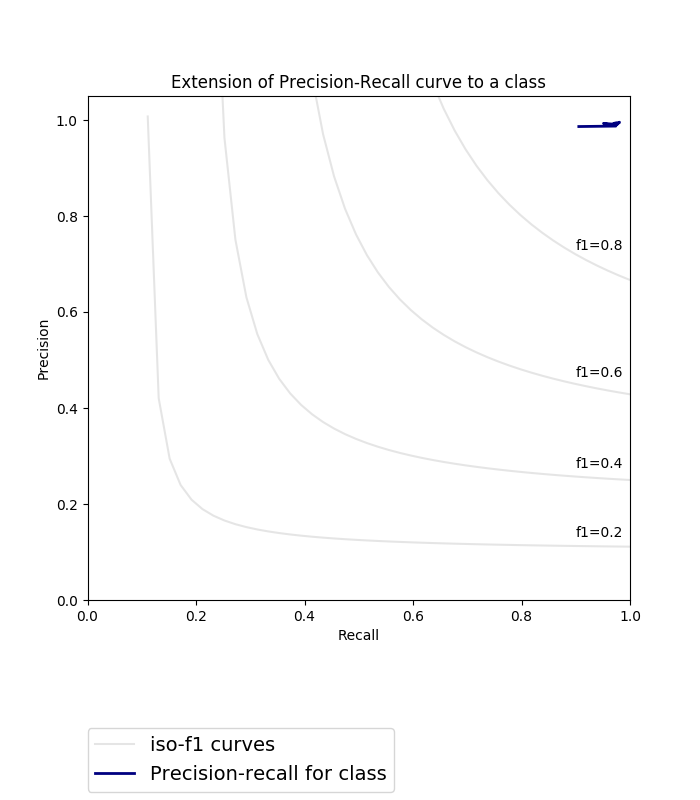 Extension of Precision-Recall curve to a class
1.0
0.8
0.6
0.4
0.2
0.0
Precision
f1=0.8
f1=0.6
f1=0.4
f1=0.2
0.0 0.2 0.4 0.6 0.8 1.0
Recall
iso-f1 curves
Precision-recall for class